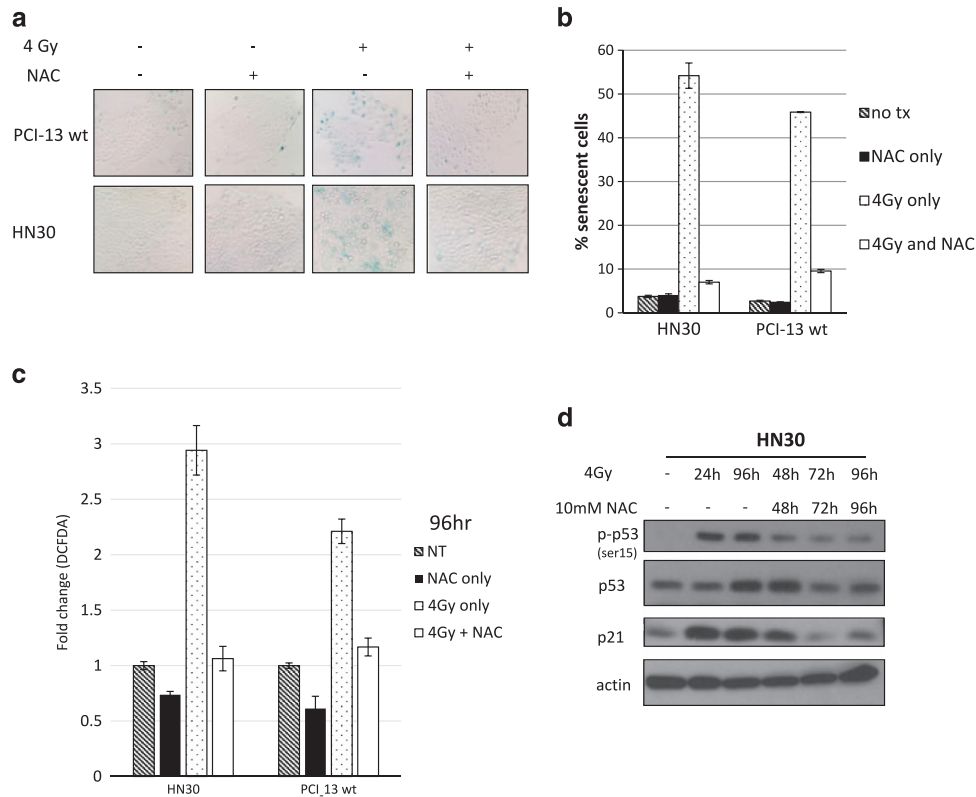 a
4 Gy - - + +
NAC - + - +
PCI-13 wt
HN30
b
% senescent cells
60
50
40
30
20
10
0
HN30 PCI-13 wt
no tx
NAC only
4Gy only
4Gy and NAC
c
Fold change (DCFDA)
3.5
3
2.5
2
1.5
1
0.5
0
HN30 PCI_13 wt
96hr
NT
NAC only
4Gy only
4Gy + NAC
d
HN30
4Gy - 24h 96h 48h 72h 96h
10mM NAC - - - 48h 72h 96h
p-p53
(ser15)
p53
p21
actin